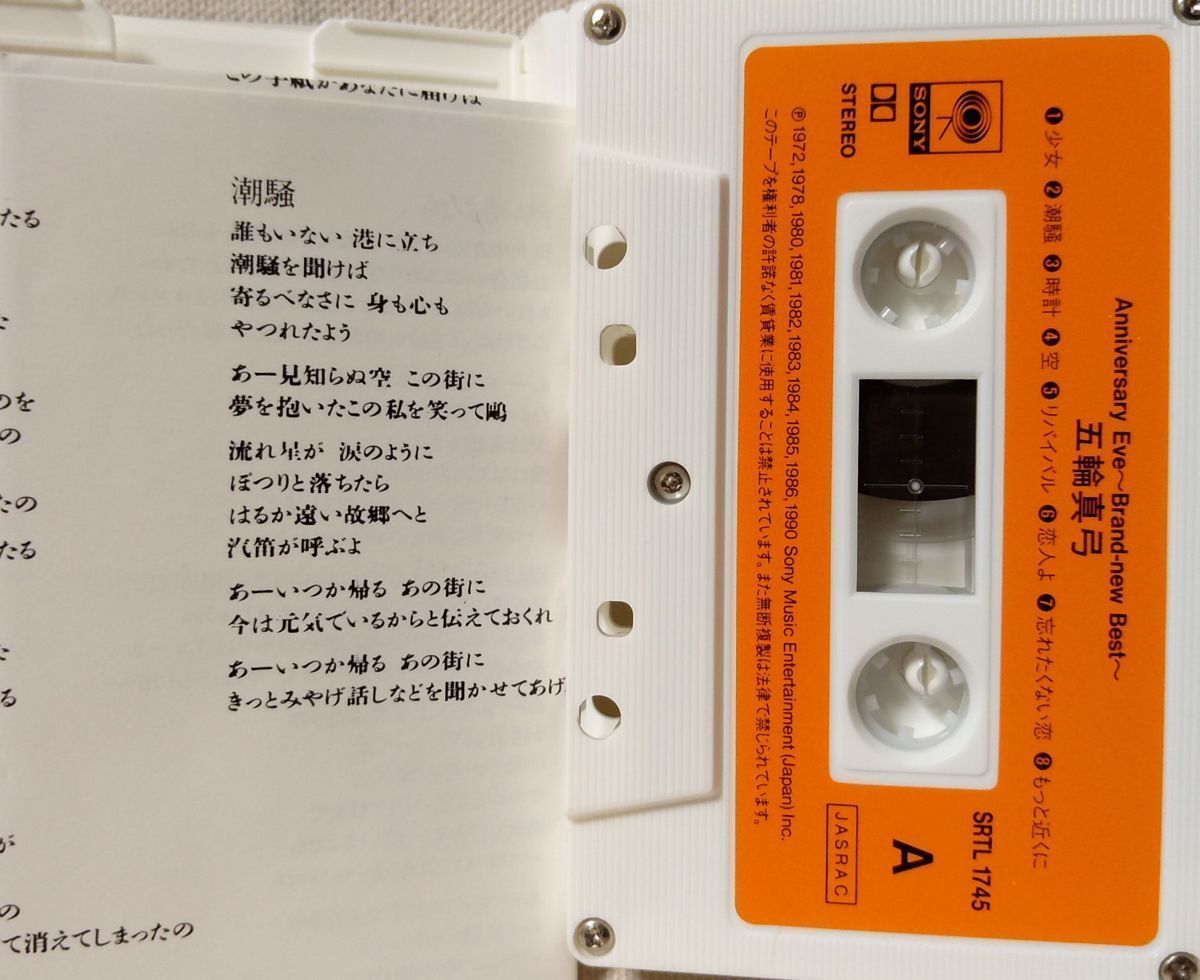 この手紙があなたに届けば
潮騒
誰もいない 港に立ち
潮騒を聞けば
寄るべなさに 身も心も
やつれたよう
あー見知らぬ空 この街に
夢を抱いたこの私を笑って鷗
流れ星が 涙のように
ぽつりと落ちたら
はるか遠い故郷へと
汽笛が呼ぶよ
あーいつか帰る あの街に
今は元気でいるからと伝えておくれ
あーいつか帰る あの街に
きっとみやげ話しなどを聞かせてあげ
たる
のを
の
たの
たる
る
が
の
て消えてしまったの
Anniversary Eve〜Brand-new Best〜
五輪真弓
❶少女 ❷潮騒 ❸時計 ❹空 ❺リバイバル ❻恋人よ ❼忘れたくない恋 ❽もっと近くに
SONY
STEREO
SRTL 1745
A
JASRAC
Ⓟ 1972,1978,1980,1981,1982,1983,1984,1985,1986,1990 Sony Music Entertainment (Japan) Inc.
このテープを権利者の許諾なく賃貸業に使用することは禁止されています。また無断複製は法律で禁じられています。